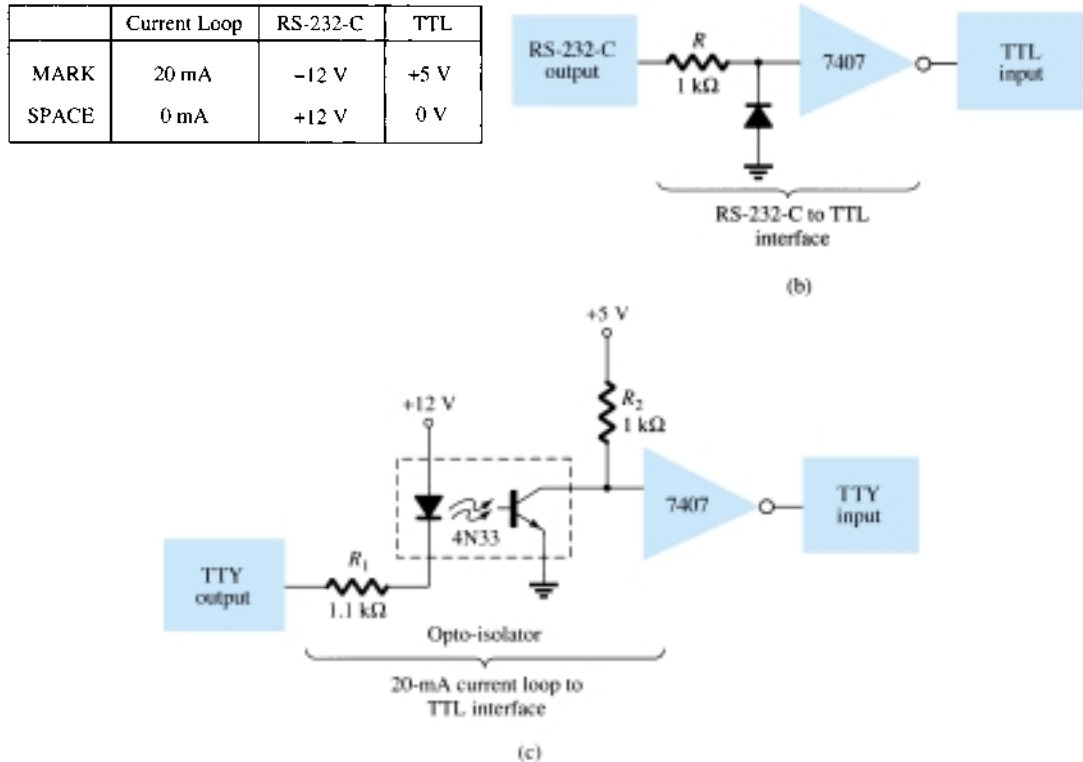 Current Loop RS-232-C TTL
MARK 20 mA –12 V +5 V
SPACE 0 mA +12 V 0 V
RS-232-C
output
R
1 kΩ
7407
TTL
input
RS-232-C to TTL
interface
(b)
+5 V
R2
1 kΩ
+12 V
4N33
7407
TTY
input
TTY
output
R1
1.1 kΩ
Opto-isolator
20-mA current loop to
TTL interface
(c)